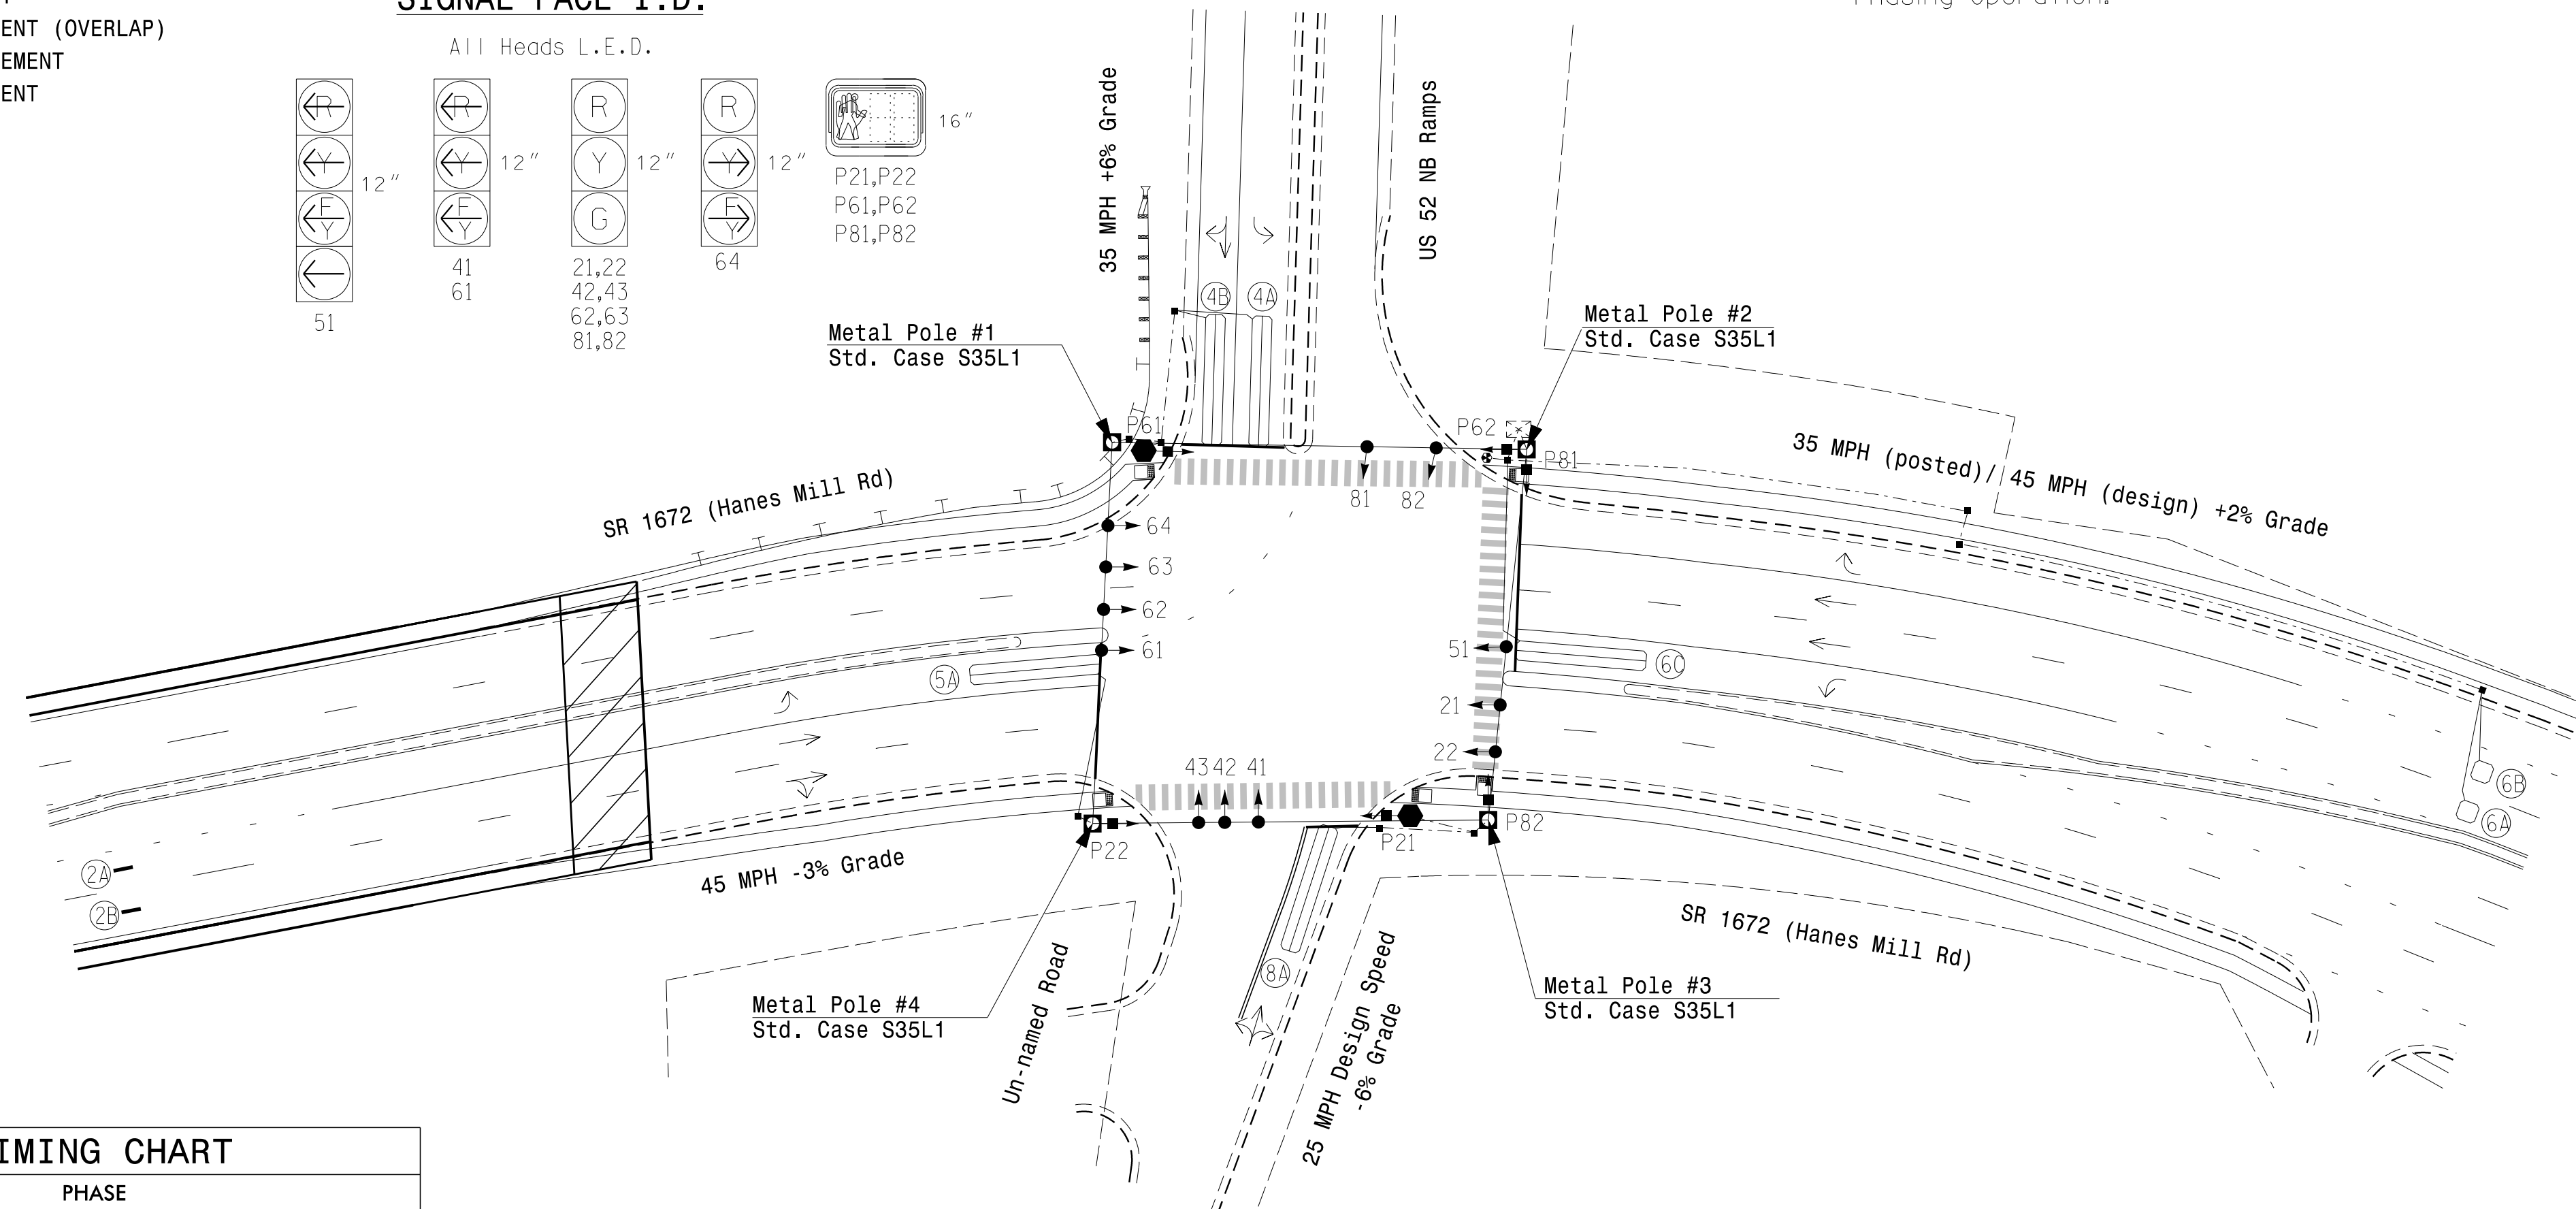 ENT (OVERLAP)
EMENT
ENT
SIGNAL FACE I.D.
All Heads L.E.D.
Phasing Operation.
R
Y
F
Y
12"
51
R
Y
F
Y
12"
41
61
R
Y
G
12"
21,22
42,43
62,63
81,82
R
Y
F
Y
12"
64
16"
P21,P22
P61,P62
P81,P82
35 MPH +6% Grade
US 52 NB Ramps
4B
4A
Metal Pole #1
Std. Case S35L1
Metal Pole #2
Std. Case S35L1
P61
P62
P81
35 MPH (posted)/ 45 MPH (design) +2% Grade
SR 1672 (Hanes Mill Rd)
81
82
64
63
62
61
51
21
22
5A
6C
6B
6A
43
42
41
P22
P21
P82
2A
2B
45 MPH -3% Grade
8A
SR 1672 (Hanes Mill Rd)
Un-named Road
25 MPH Design Speed
-6% Grade
Metal Pole #4
Std. Case S35L1
Metal Pole #3
Std. Case S35L1
IMING CHART
PHASE